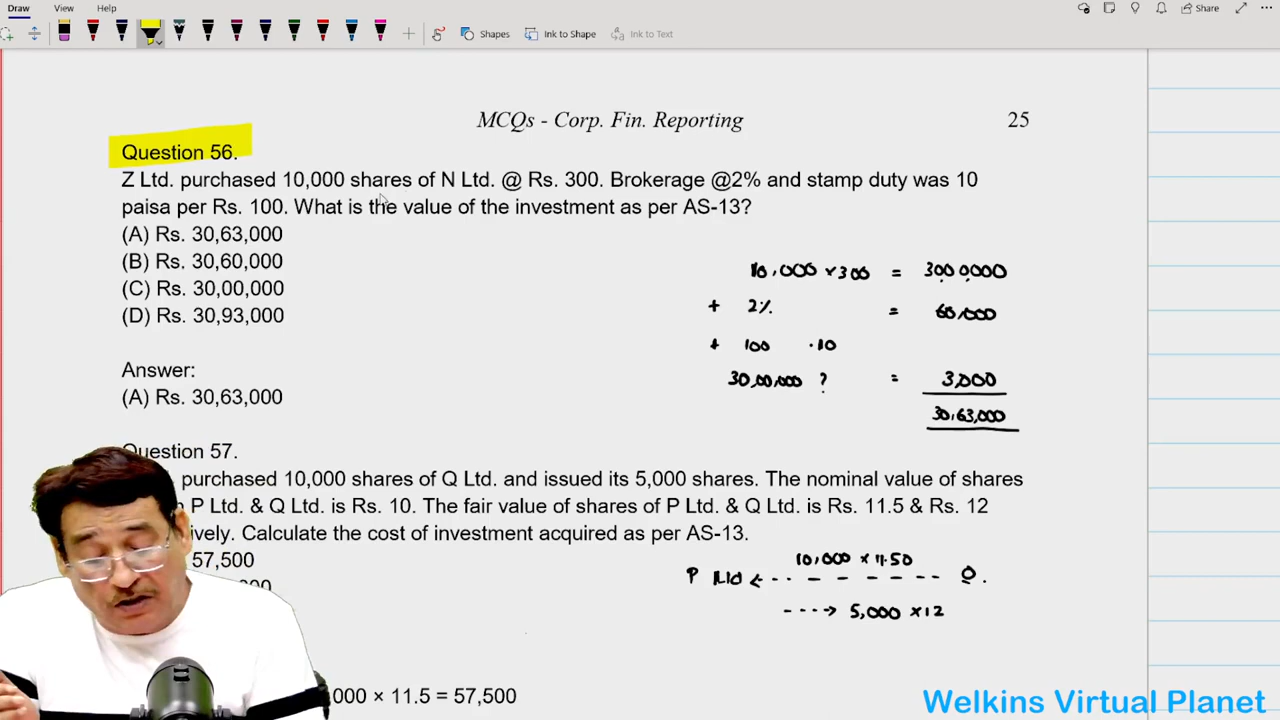 Draw View Help Share
Shapes Ink to Shape Ink to Text
MCQs - Corp. Fin. Reporting 25
Question 56.
Z Ltd. purchased 10,000 shares of N Ltd. @ Rs. 300. Brokerage @2% and stamp duty was 10
paisa per Rs. 100. What is the value of the investment as per AS-13?
(A) Rs. 30,63,000
(B) Rs. 30,60,000
(C) Rs. 30,00,000
(D) Rs. 30,93,000
10,000 × 300 = 3000000
+ 2% = 60,000
+ 100 .10
30,00,000 ? = 3,000
30,63,000
Answer:
(A) Rs. 30,63,000
Question 57.
purchased 10,000 shares of Q Ltd. and issued its 5,000 shares. The nominal value of shares
P Ltd. & Q Ltd. is Rs. 10. The fair value of shares of P Ltd. & Q Ltd. is Rs. 11.5 & Rs. 12
ively. Calculate the cost of investment acquired as per AS-13.
57,500
10,000 × 11.50
P Ltd Q.
5,000 × 12
000 × 11.5 = 57,500
Welkins Virtual Planet